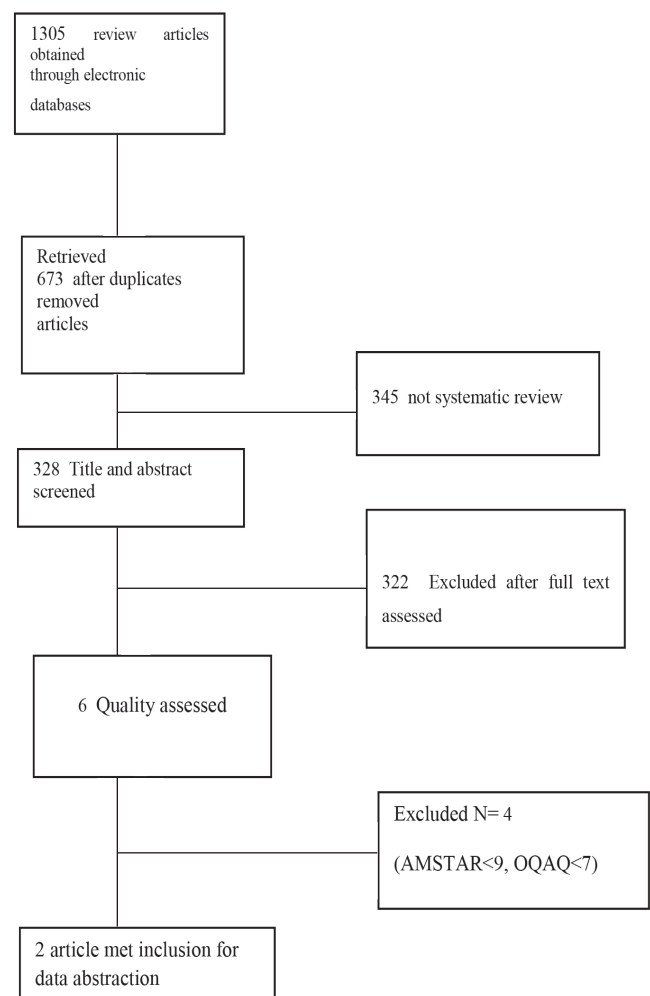 1305 review articles
obtained
through electronic
databases
Retrieved
673 after duplicates
removed
articles
345 not systematic review
328 Title and abstract
screened
322 Excluded after full text
assessed
6 Quality assessed
Excluded N= 4
(AMSTAR<9, OQAQ<7)
2 article met inclusion for
data abstraction